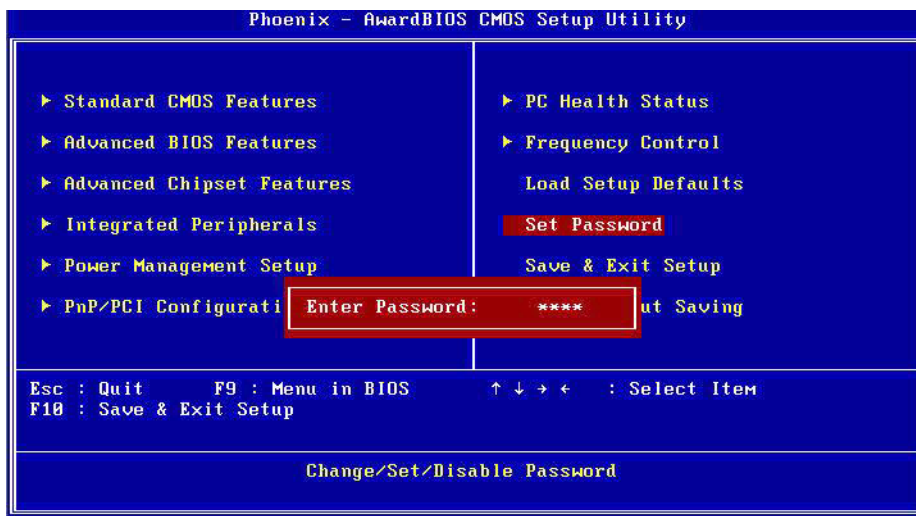 Phoenix - AwardBIOS CMOS Setup Utility
▶ Standard CMOS Features
▶ Advanced BIOS Features
▶ Advanced Chipset Features
▶ Integrated Peripherals
▶ Power Management Setup
▶ PnP/PCI Configurati
▶ PC Health Status
▶ Frequency Control
Load Setup Defaults
Set Password
Save & Exit Setup
ut Saving
Enter Password: ****
Esc : Quit F9 : Menu in BIOS ↑ ↓ → ← : Select Item
F10 : Save & Exit Setup
Change/Set/Disable Password